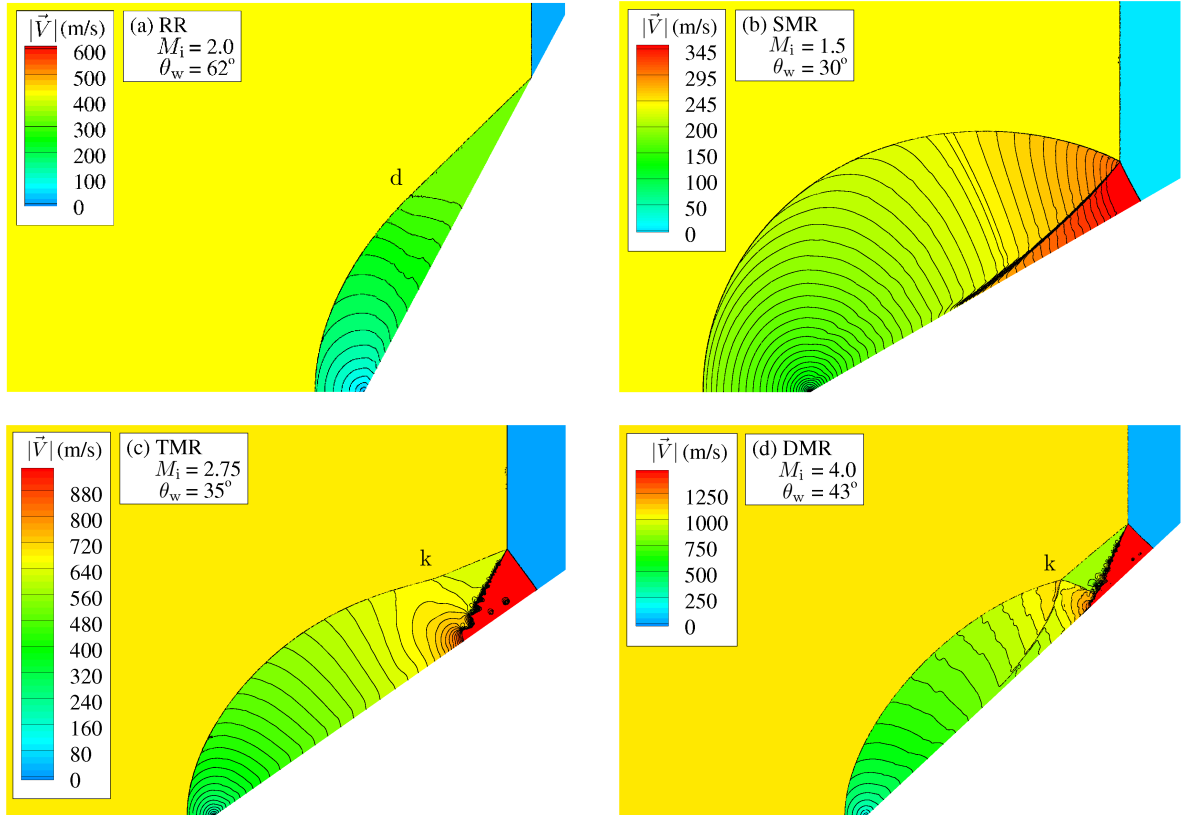 |V⃗| (m/s)
600
500
400
300
200
100
0
(a) RR
Mi = 2.0
θw = 62°
d
|V⃗| (m/s)
345
295
245
200
150
100
50
0
(b) SMR
Mi = 1.5
θw = 30°
|V⃗| (m/s)
880
800
720
640
560
480
400
320
240
160
80
0
(c) TMR
Mi = 2.75
θw = 35°
k
|V⃗| (m/s)
1250
1000
750
500
250
0
(d) DMR
Mi = 4.0
θw = 43°
k